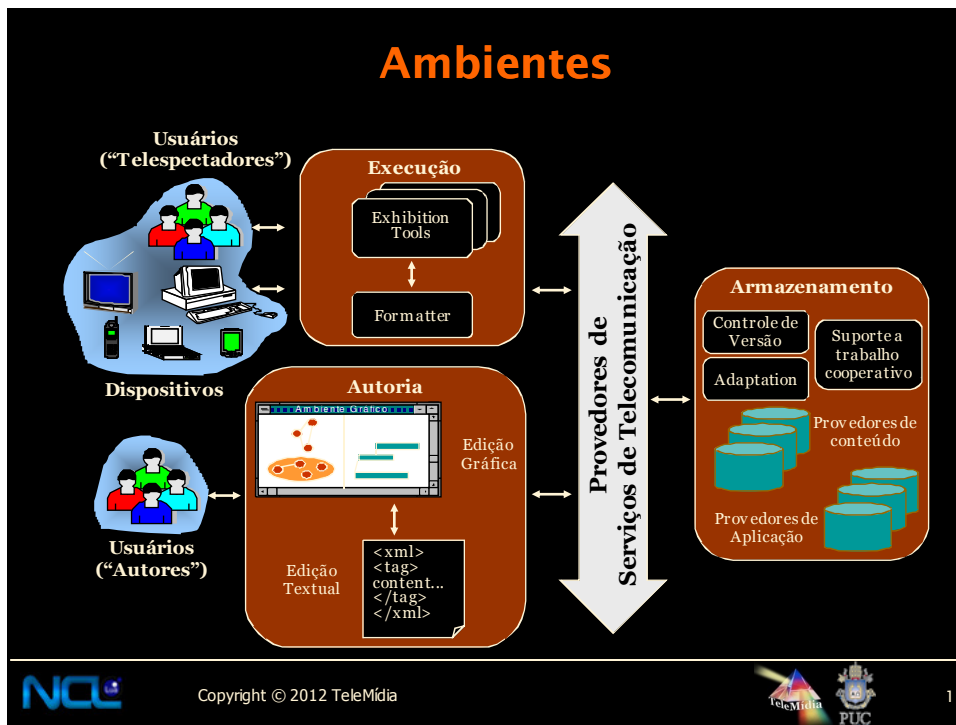 Ambientes
Usuários
(“Telespectadores”)
Dispositivos
Execução
Exhibition
Tools
Formatter
Autoria
Ambiente Gráfico
Edição
Gráfica
Edição
Textual
<xml>
<tag>
content...
</tag>
</xml>
Usuários
(“Autores”)
Provedores de
Serviços de Telecomunicação
Armazenamento
Controle de
Versão
Adaptation
Suporte a
trabalho
cooperativo
Provedores de
conteúdo
Provedores de
Aplicação
NCL
Lua
Copyright © 2012 TeleMídia
TeleMídia
PUC
1